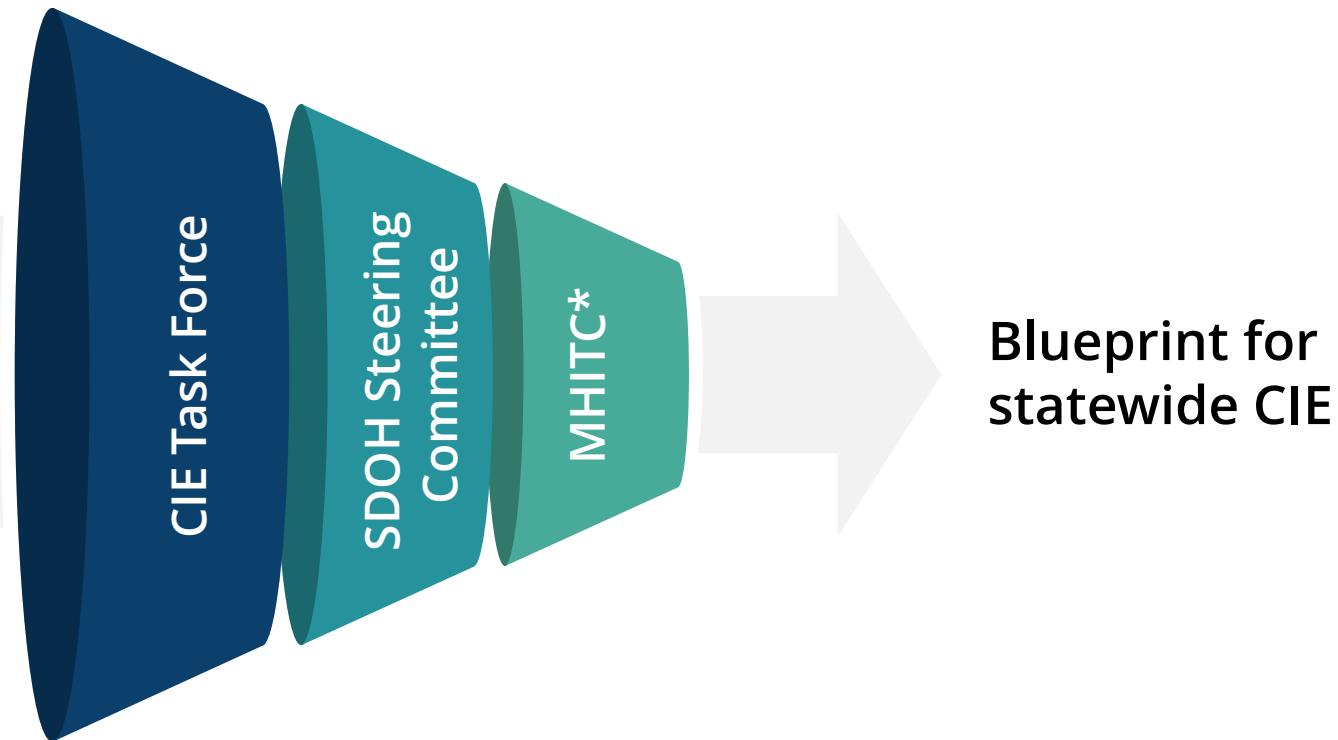 CIE Task Force
SDOH Steering
Committee
MHITC*
Blueprint for
statewide CIE